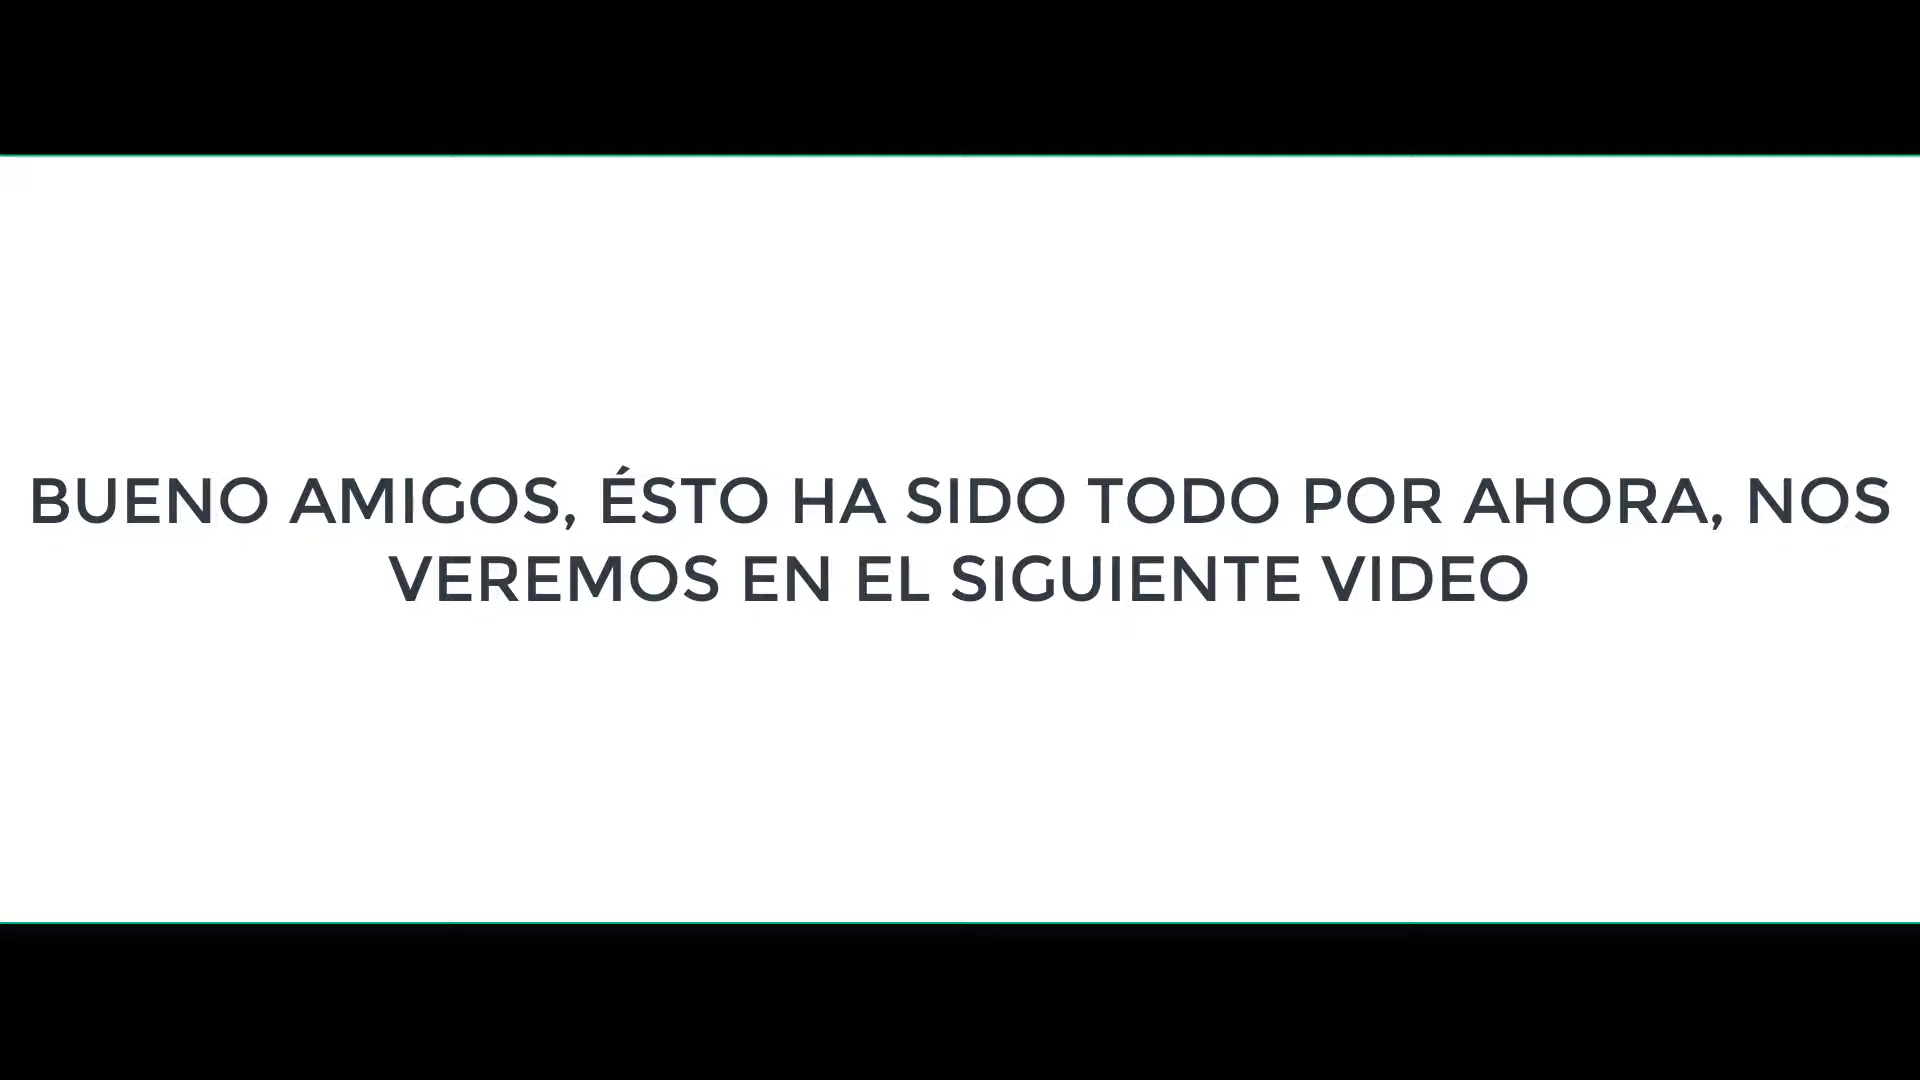 BUENO AMIGOS, ÉSTO HA SIDO TODO POR AHORA, NOS
VEREMOS EN EL SIGUIENTE VIDEO